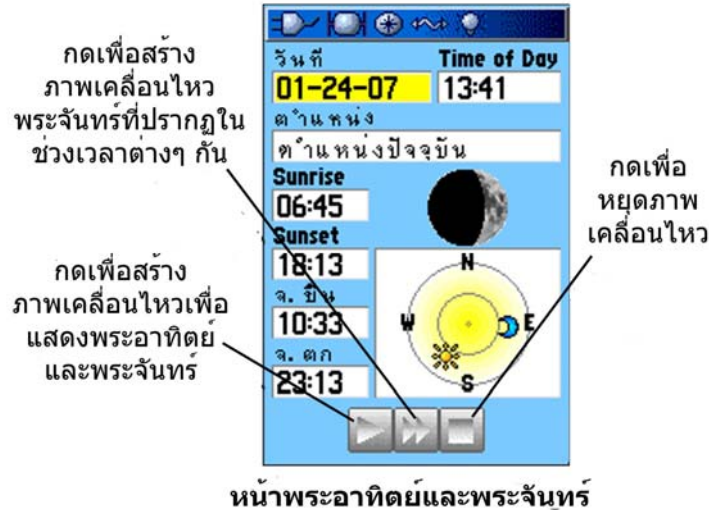 กดเพื่อสร้าง
ภาพเคลื่อนไหว
พระจันทร์ที่ปรากฏใน
ช่วงเวลาต่างๆ กัน
กดเพื่อสร้าง
ภาพเคลื่อนไหวเพื่อ
แสดงพระอาทิตย์
และพระจันทร์
วันที่ Time of Day
01-24-07 13:41
ตำแหน่ง
ตำแหน่งปัจจุบัน
Sunrise
06:45
Sunset
18:13
จ. ขึ้น
10:33
จ. ตก
23:13
N
W E
S
กดเพื่อ
หยุดภาพ
เคลื่อนไหว
หน้าพระอาทิตย์และพระจันทร์